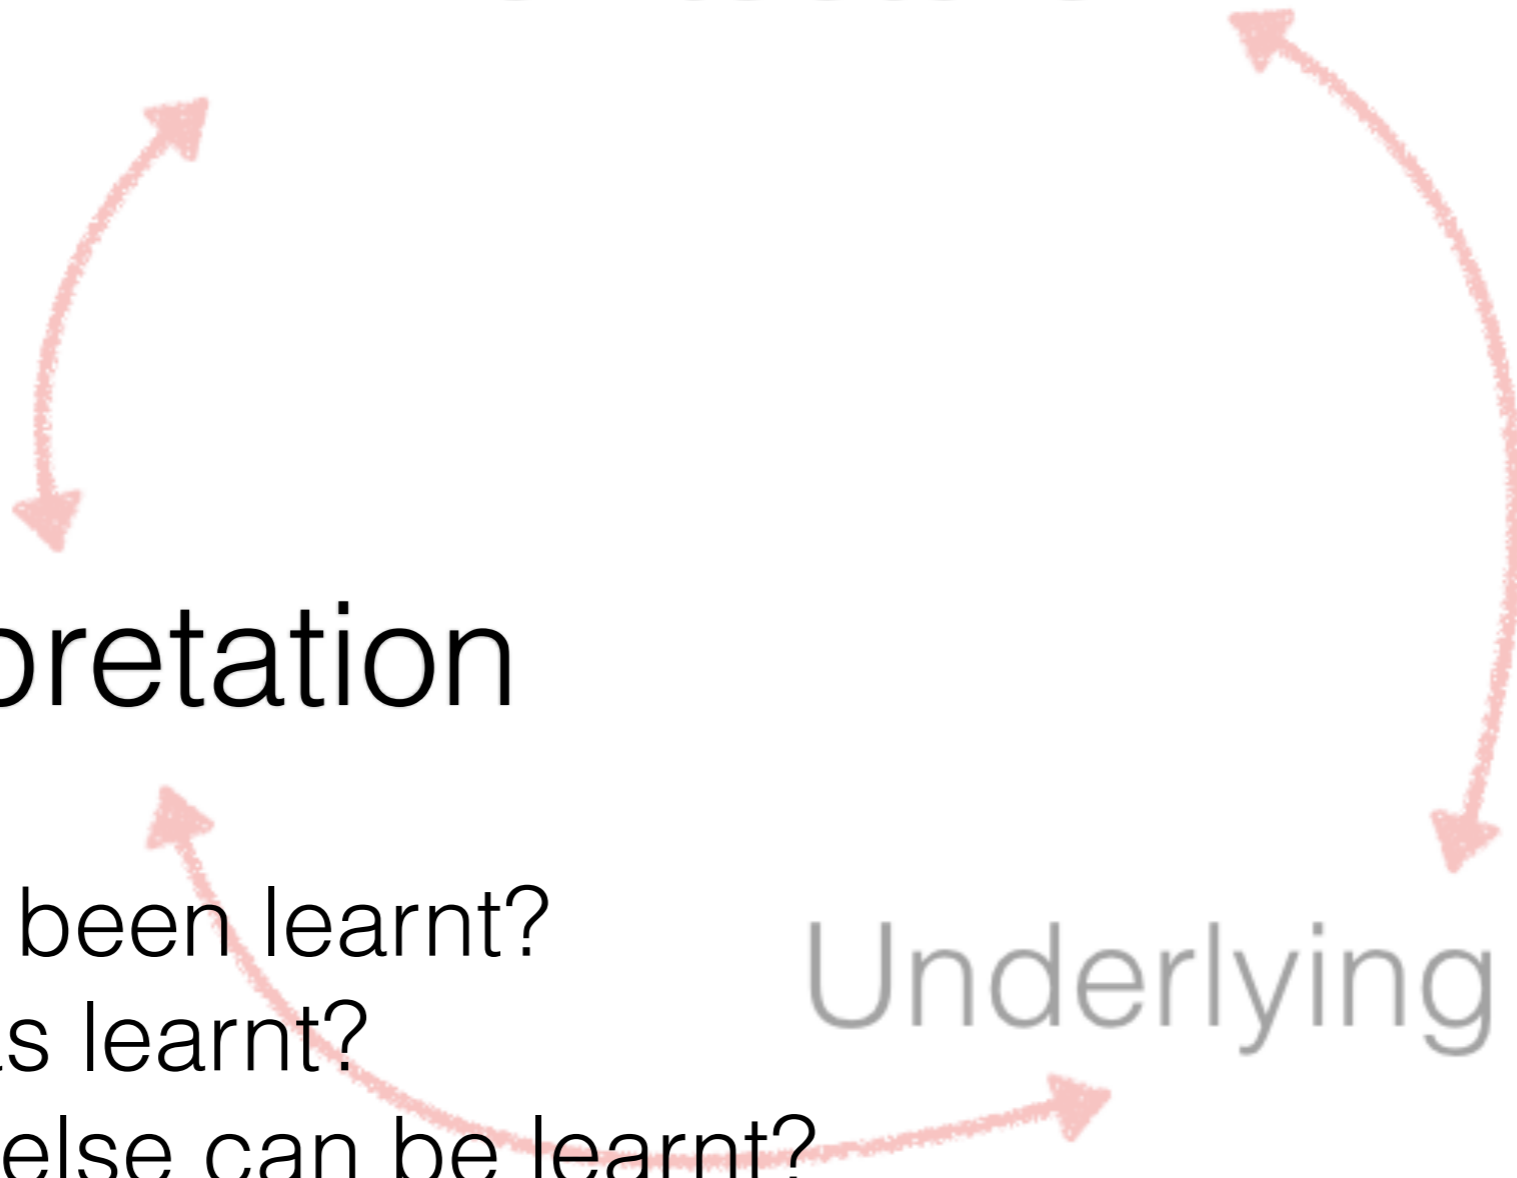 pretation
been learnt?
s learnt?
else can be learnt?
Underlying